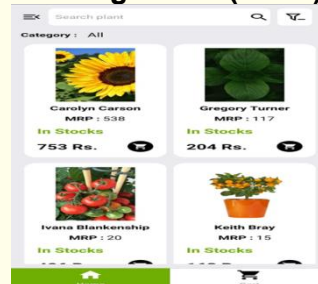 Search plant
Category : All
Carolyn Carson
MRP : 538
In Stocks
753 Rs.
Gregory Turner
MRP : 117
In Stocks
204 Rs.
Ivana Blankenship
MRP : 20
In Stocks
Keith Bray
MRP : 15
In Stocks